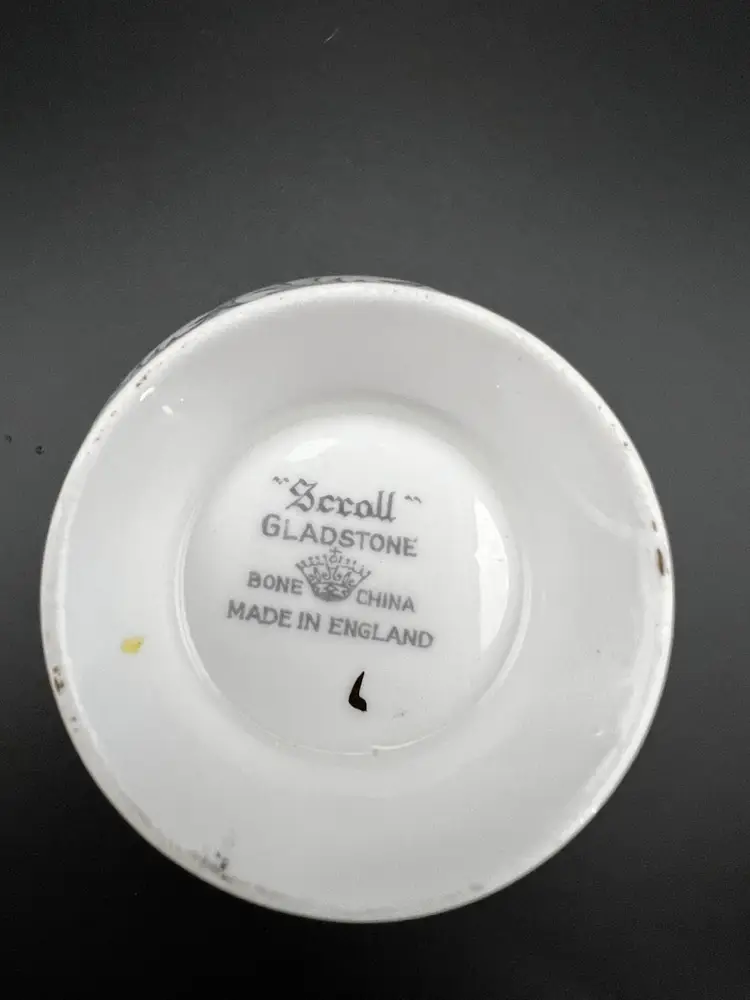 "Scroll"
GLADSTONE
BONE CHINA
MADE IN ENGLAND